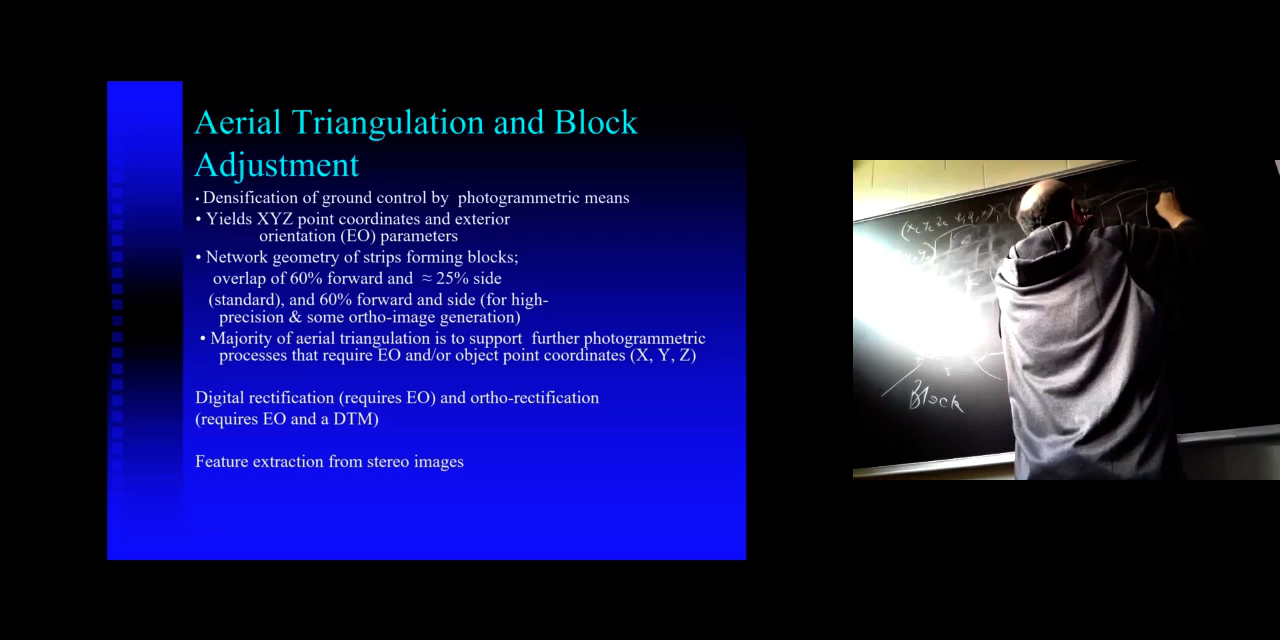 Aerial Triangulation and Block
Adjustment
• Densification of ground control by photogrammetric means
• Yields XYZ point coordinates and exterior
orientation (EO) parameters
• Network geometry of strips forming blocks;
overlap of 60% forward and ≈ 25% side
(standard), and 60% forward and side (for high-
precision & some ortho-image generation)
• Majority of aerial triangulation is to support further photogrammetric
processes that require EO and/or object point coordinates (X, Y, Z)
Digital rectification (requires EO) and ortho-rectification
(requires EO and a DTM)
Feature extraction from stereo images
Block